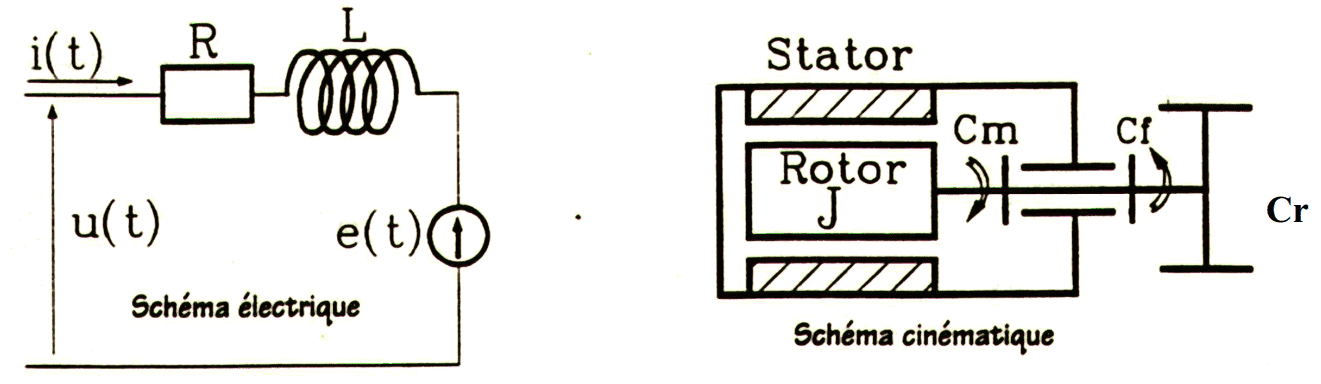 i(t)
R
L
u(t)
e(t)
Schéma électrique
Stator
Cm
Cf
Rotor
J
Cr
Schéma cinématique